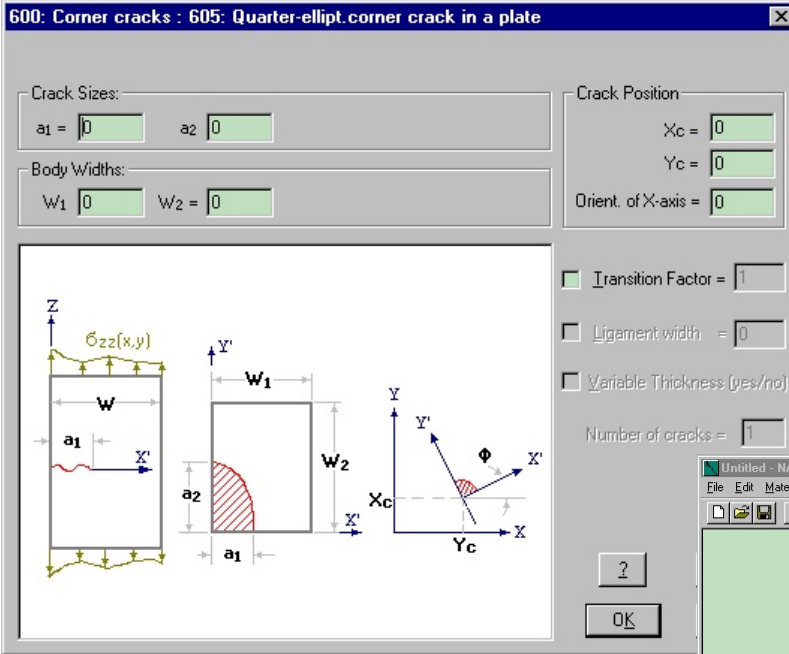 600: Corner cracks : 605: Quarter-ellipt.corner crack in a plate
Crack Sizes:
a1 = 0 a2 0
Body Widths:
W1 0 W2 = 0
Crack Position
Xc = 0
Yc = 0
Orient. of X-axis = 0
Transition Factor = 1
Ligament width = 0
Variable Thickness (yes/no)
Number of cracks = 1
Z
σzz(x,y)
W
a1
X'
Y'
W1
W2
a2
X'
a1
Y
Y'
Φ
X'
Xc
X
Yc
?
OK
Untitled - NA
File Edit Mate